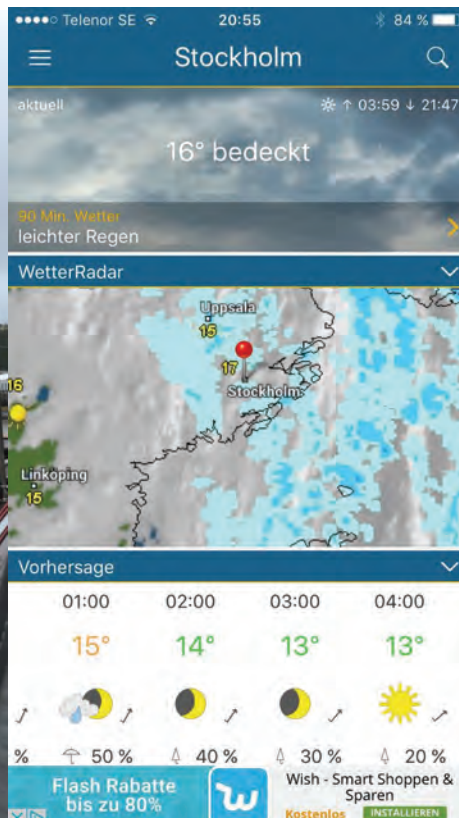 Telenor SE 20:55 84 %
Stockholm
aktuell ↑ 03:59 ↓ 21:47
16° bedeckt
90 Min. Wetter
leichter Regen
WetterRadar
Uppsala
15
17
Stockholm
16
Linköping
15
Vorhersage
01:00 02:00 03:00 04:00
15° 14° 13° 13°
% 50 % 40 % 30 % 20 %
Flash Rabatte
bis zu 80%
Wish - Smart Shoppen &
Sparen
Kostenlos INSTALLIEREN